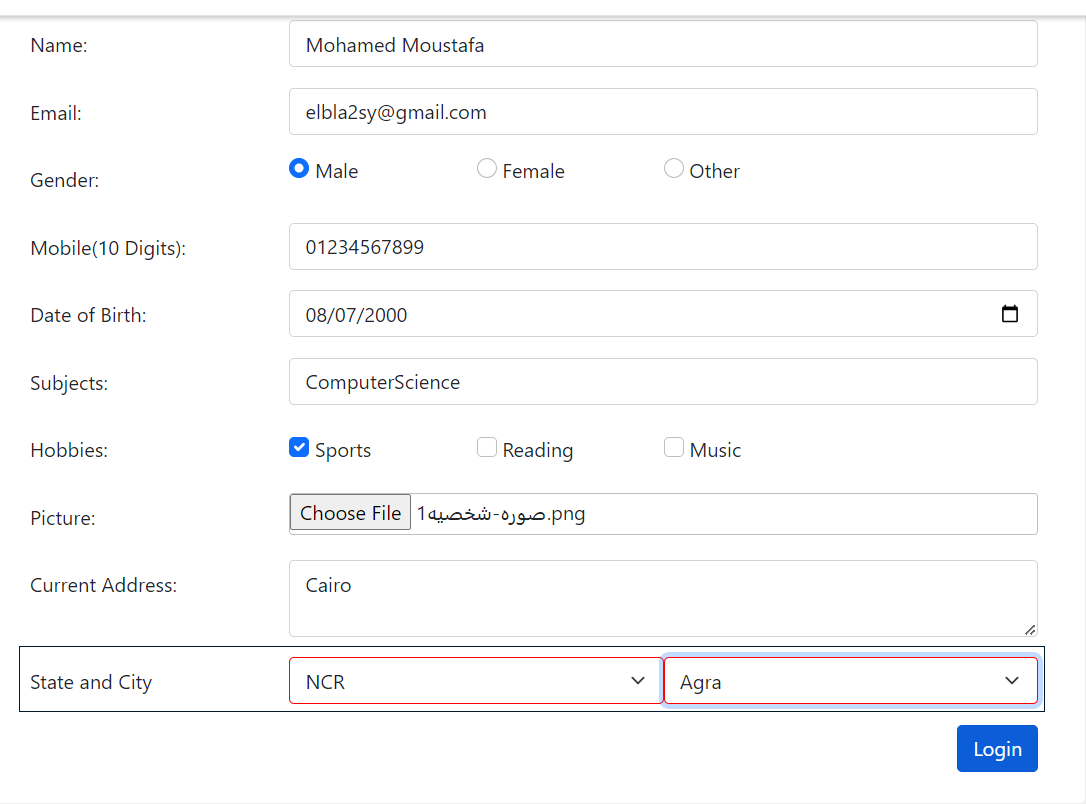 Name: Mohamed Moustafa
Email: elbla2sy@gmail.com
Gender: Male Female Other
Mobile(10 Digits): 01234567899
Date of Birth: 08/07/2000
Subjects: ComputerScience
Hobbies: Sports Reading Music
Picture: Choose File صوره-شخصيه1.png
Current Address: Cairo
State and City NCR Agra
Login